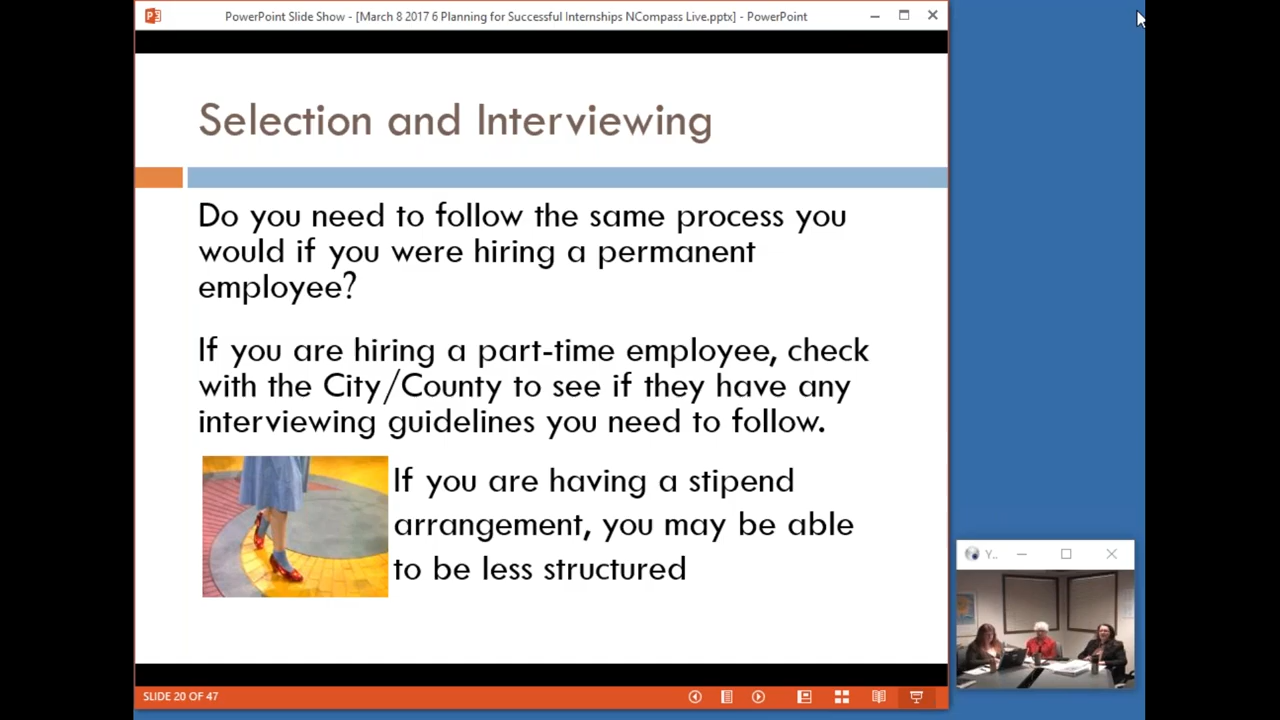 PowerPoint Slide Show - [March 8 2017 6 Planning for Successful Internships NCompass Live.pptx] - PowerPoint
Selection and Interviewing
Do you need to follow the same process you
would if you were hiring a permanent
employee?
If you are hiring a part-time employee, check
with the City/County to see if they have any
interviewing guidelines you need to follow.
If you are having a stipend
arrangement, you may be able
to be less structured
Y..
SLIDE 20 OF 47